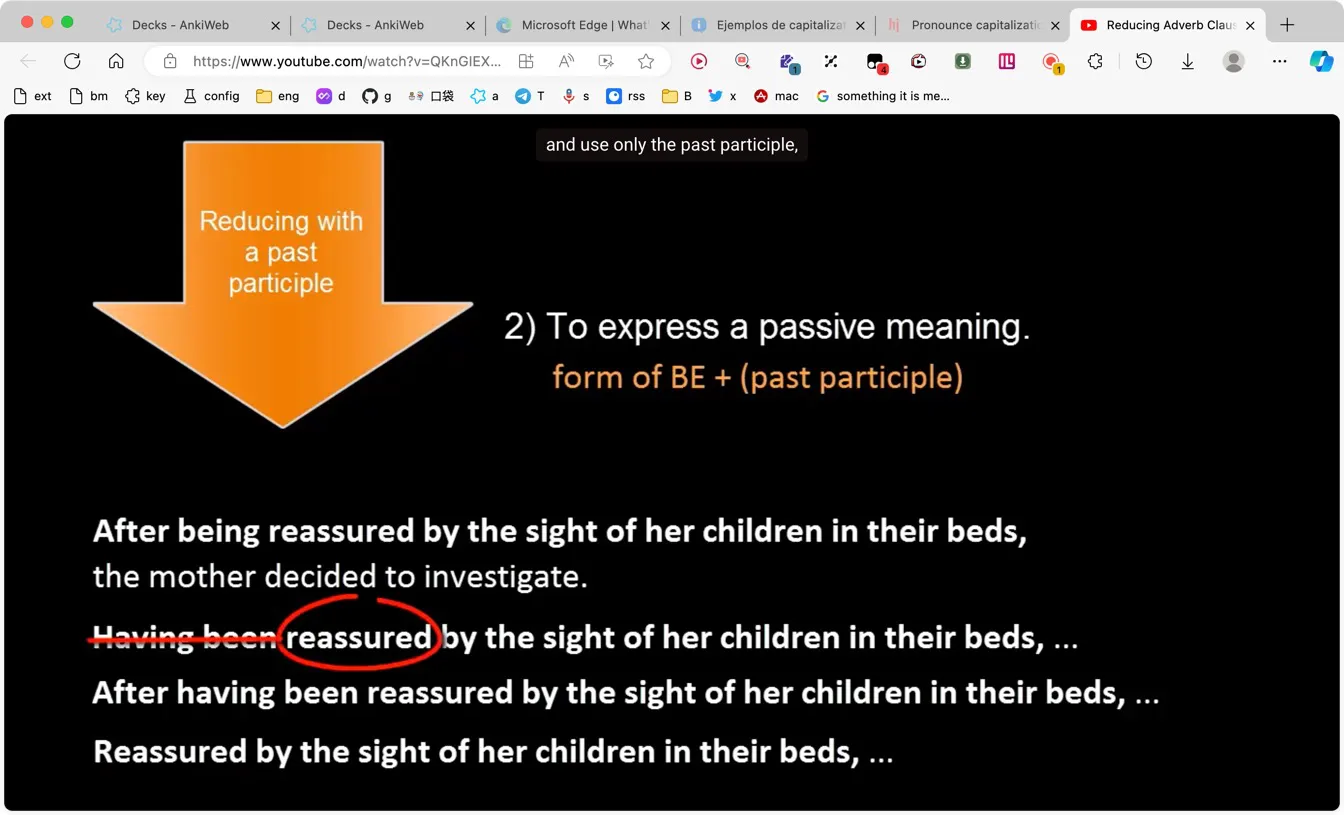 Decks - AnkiWeb
Decks - AnkiWeb
Microsoft Edge | What'
Ejemplos de capitalizat
Pronounce capitalizatio
Reducing Adverb Claus
https://www.youtube.com/watch?v=QKnGIEX...
1
4
1
ext
bm
key
config
eng
d
g
口袋
a
T
s
rss
B
x
mac
something it is me...
and use only the past participle,
Reducing with
a past
participle
2) To express a passive meaning.
form of BE + (past participle)
After being reassured by the sight of her children in their beds,
the mother decided to investigate.
Having been reassured by the sight of her children in their beds, ...
After having been reassured by the sight of her children in their beds, ...
Reassured by the sight of her children in their beds, ...